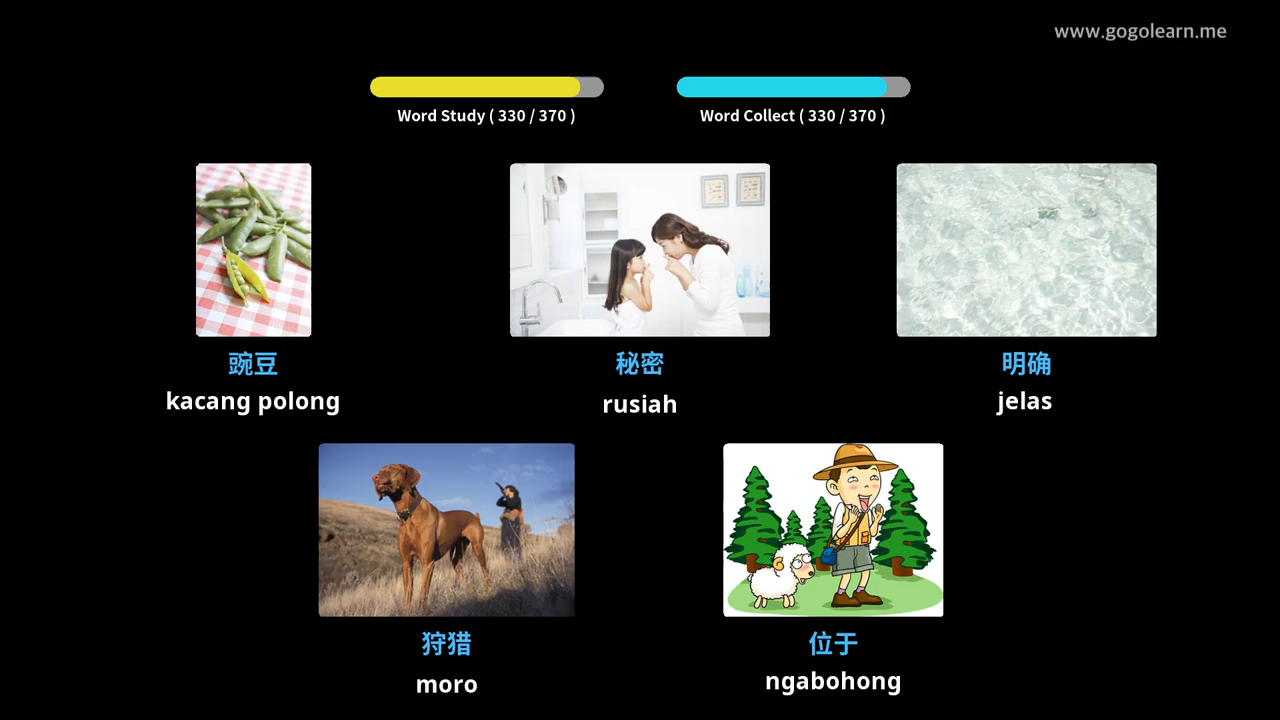 www.gogolearn.me
Word Study ( 330 / 370 )
Word Collect ( 330 / 370 )
豌豆
kacang polong
秘密
rusiah
明确
jelas
狩猎
moro
位于
ngabohong